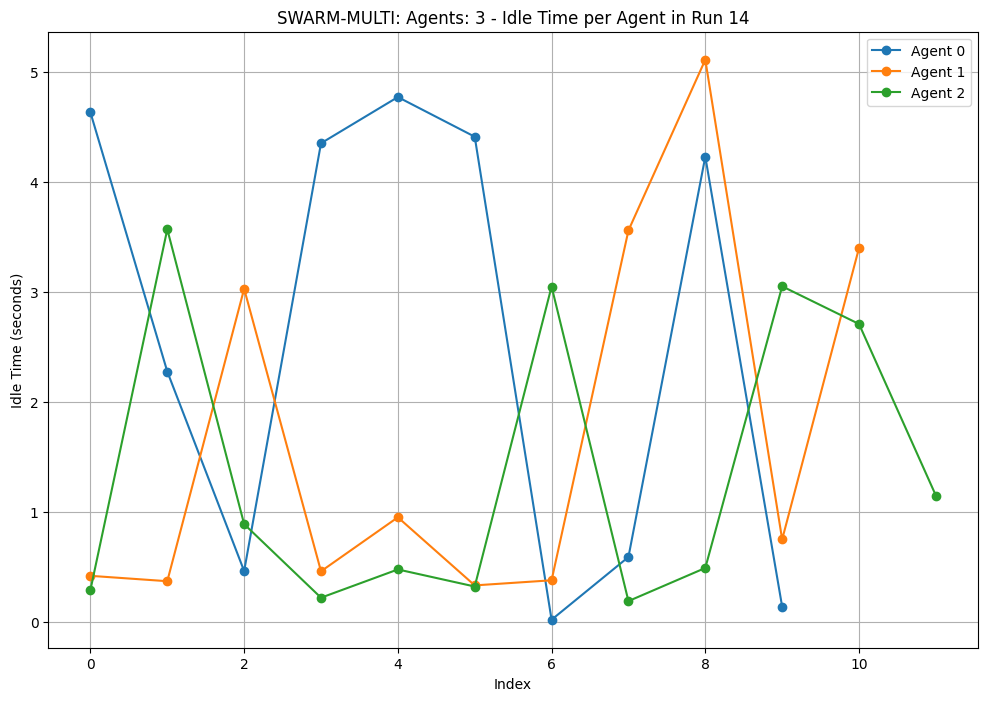 SWARM-MULTI: Agents: 3 - Idle Time per Agent in Run 14
Agent 0
Agent 1
Agent 2
Idle Time (seconds)
5
4
3
2
1
0
0 2 4 6 8 10
Index